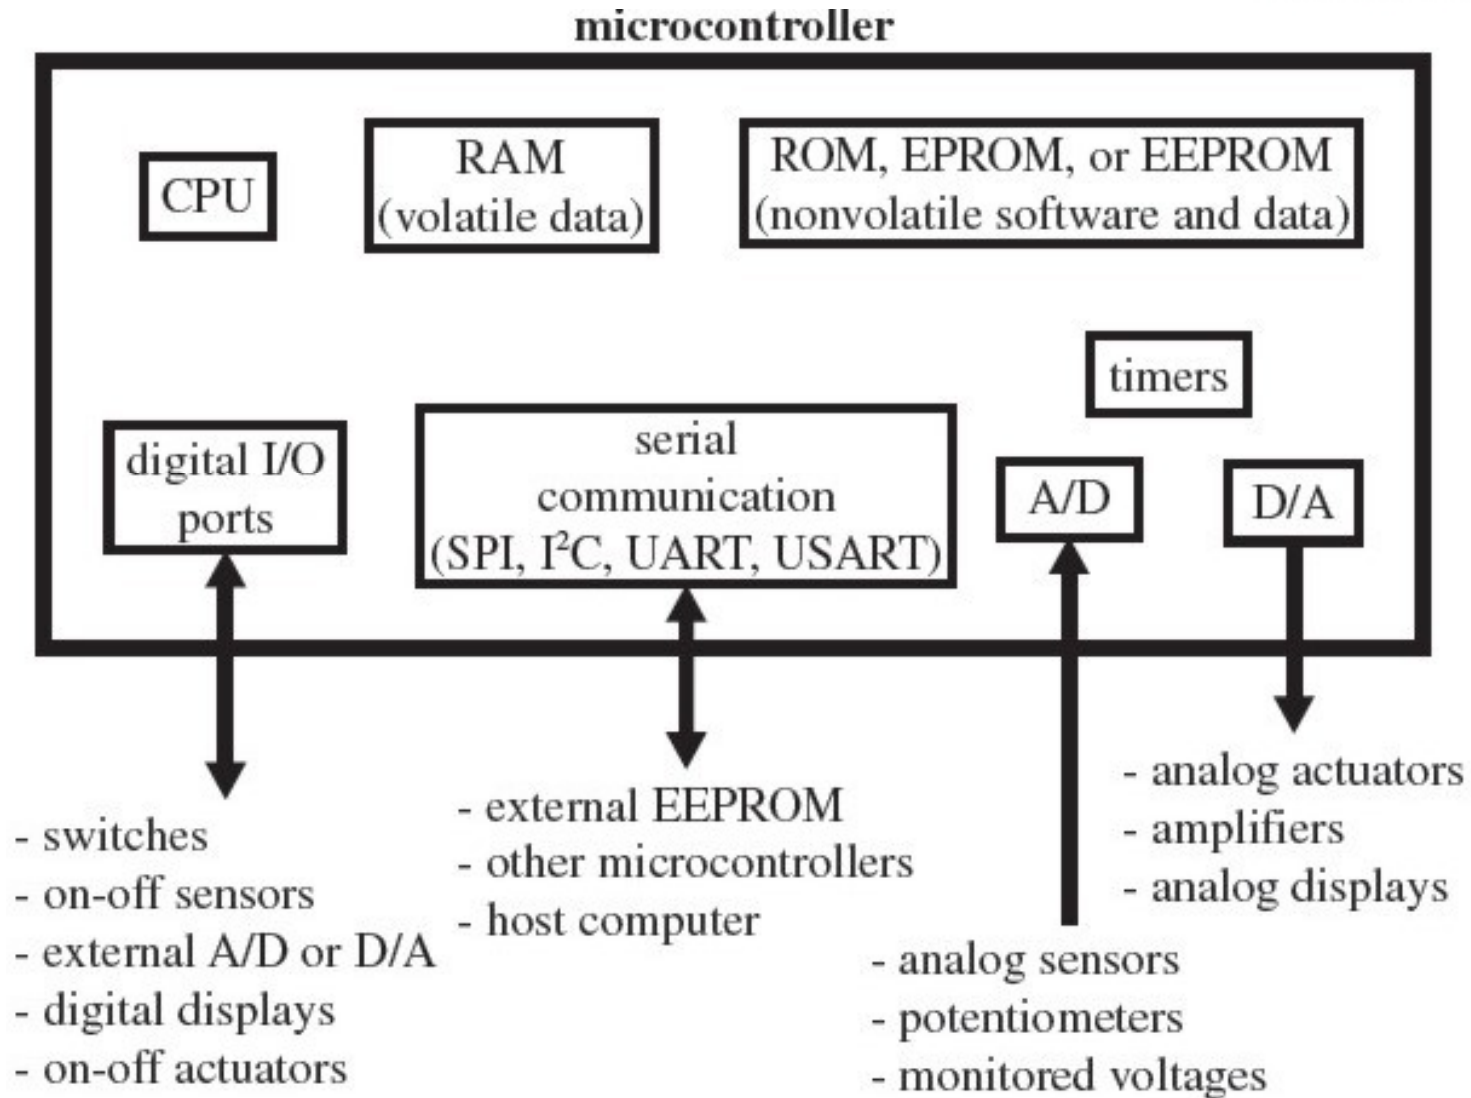 microcontroller
CPU
RAM
(volatile data)
ROM, EPROM, or EEPROM
(nonvolatile software and data)
timers
digital I/O
ports
serial
communication
(SPI, I²C, UART, USART)
A/D
D/A
- switches
- on-off sensors
- external A/D or D/A
- digital displays
- on-off actuators
- external EEPROM
- other microcontrollers
- host computer
- analog sensors
- potentiometers
- monitored voltages
- analog actuators
- amplifiers
- analog displays